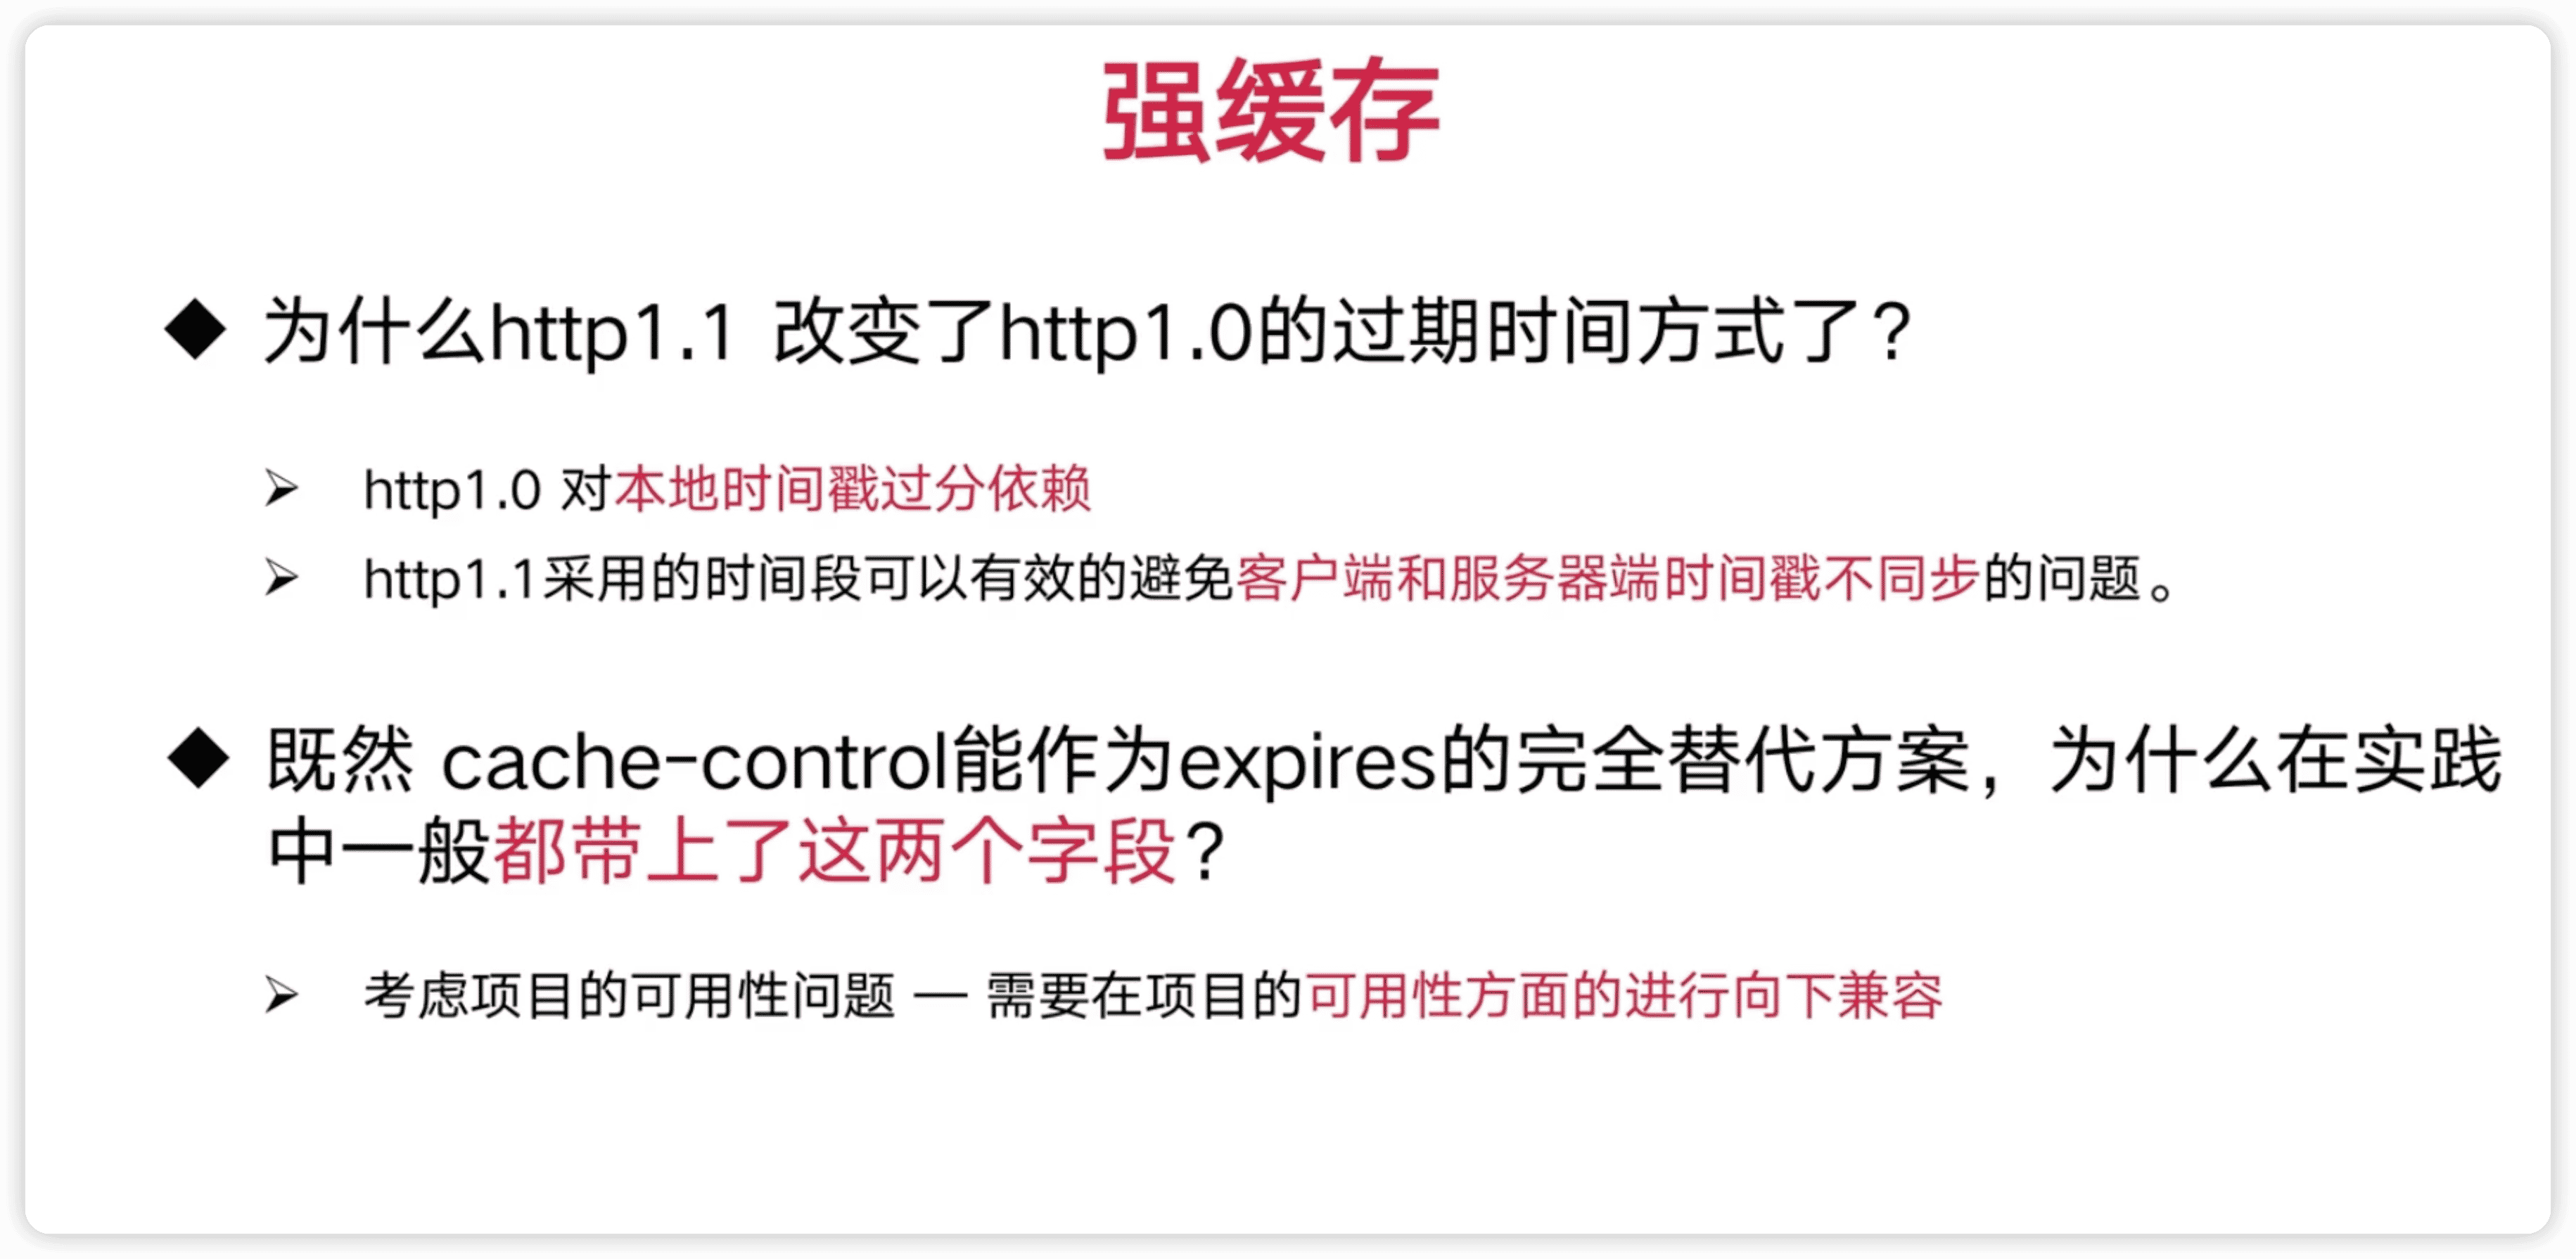 强缓存
为什么http1.1 改变了http1.0的过期时间方式了？
http1.0 对本地时间戳过分依赖
http1.1采用的时间段可以有效的避免客户端和服务器端时间戳不同步的问题。
既然 cache-control能作为expires的完全替代方案，为什么在实践
中一般都带上了这两个字段？
考虑项目的可用性问题 — 需要在项目的可用性方面的进行向下兼容